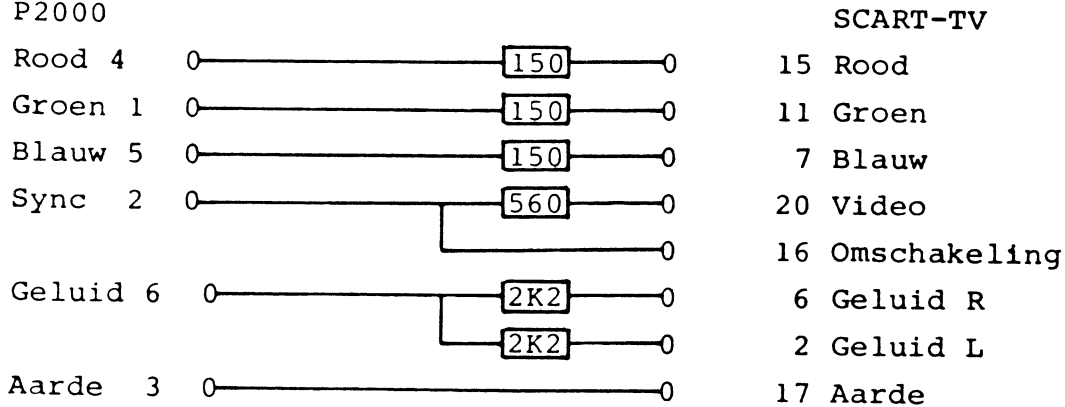 P2000 SCART-TV
Rood 4 150 15 Rood
Groen 1 150 11 Groen
Blauw 5 150 7 Blauw
Sync 2 560 20 Video
16 Omschakeling
Geluid 6 2K2 6 Geluid R
2K2 2 Geluid L
Aarde 3 17 Aarde